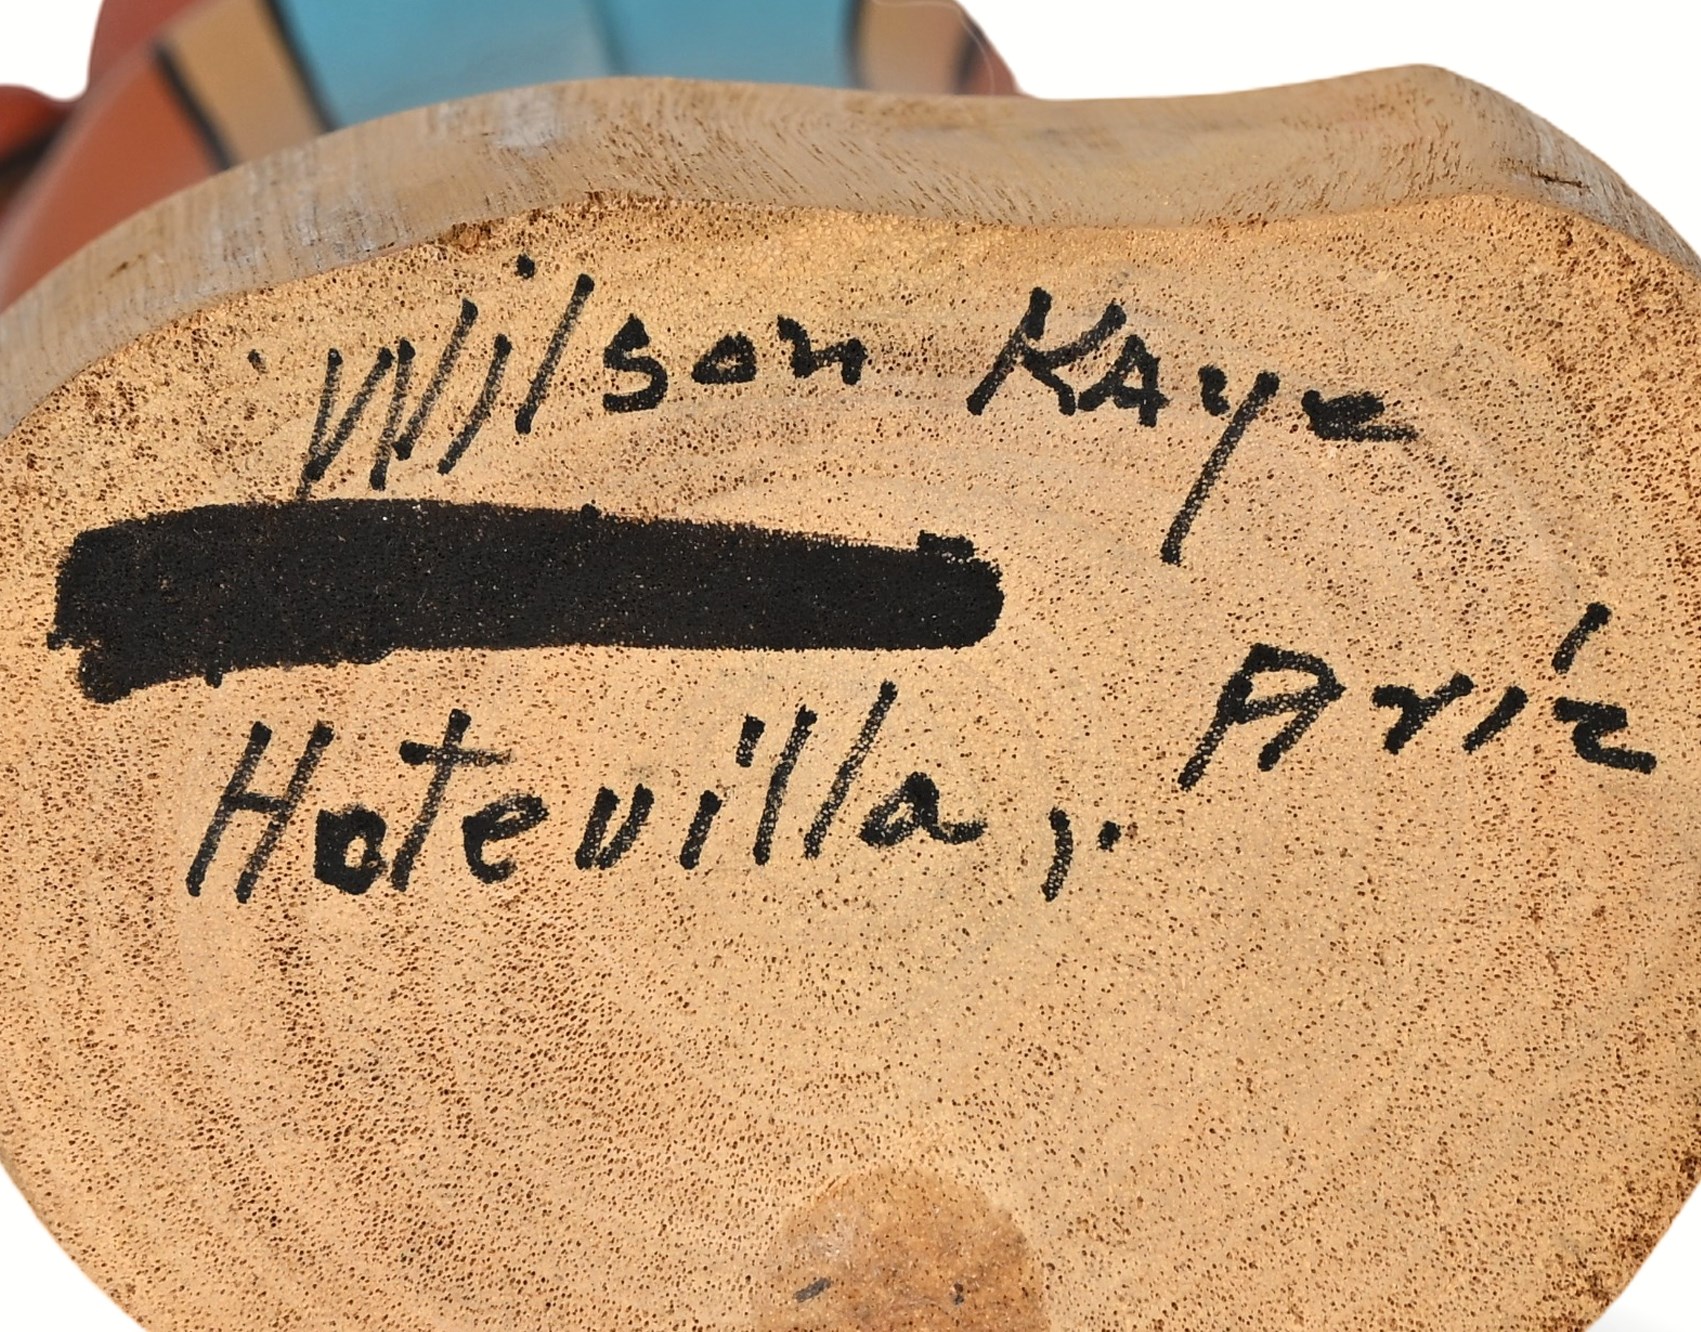 Wilson Kaye
Hotevilla, Ariz